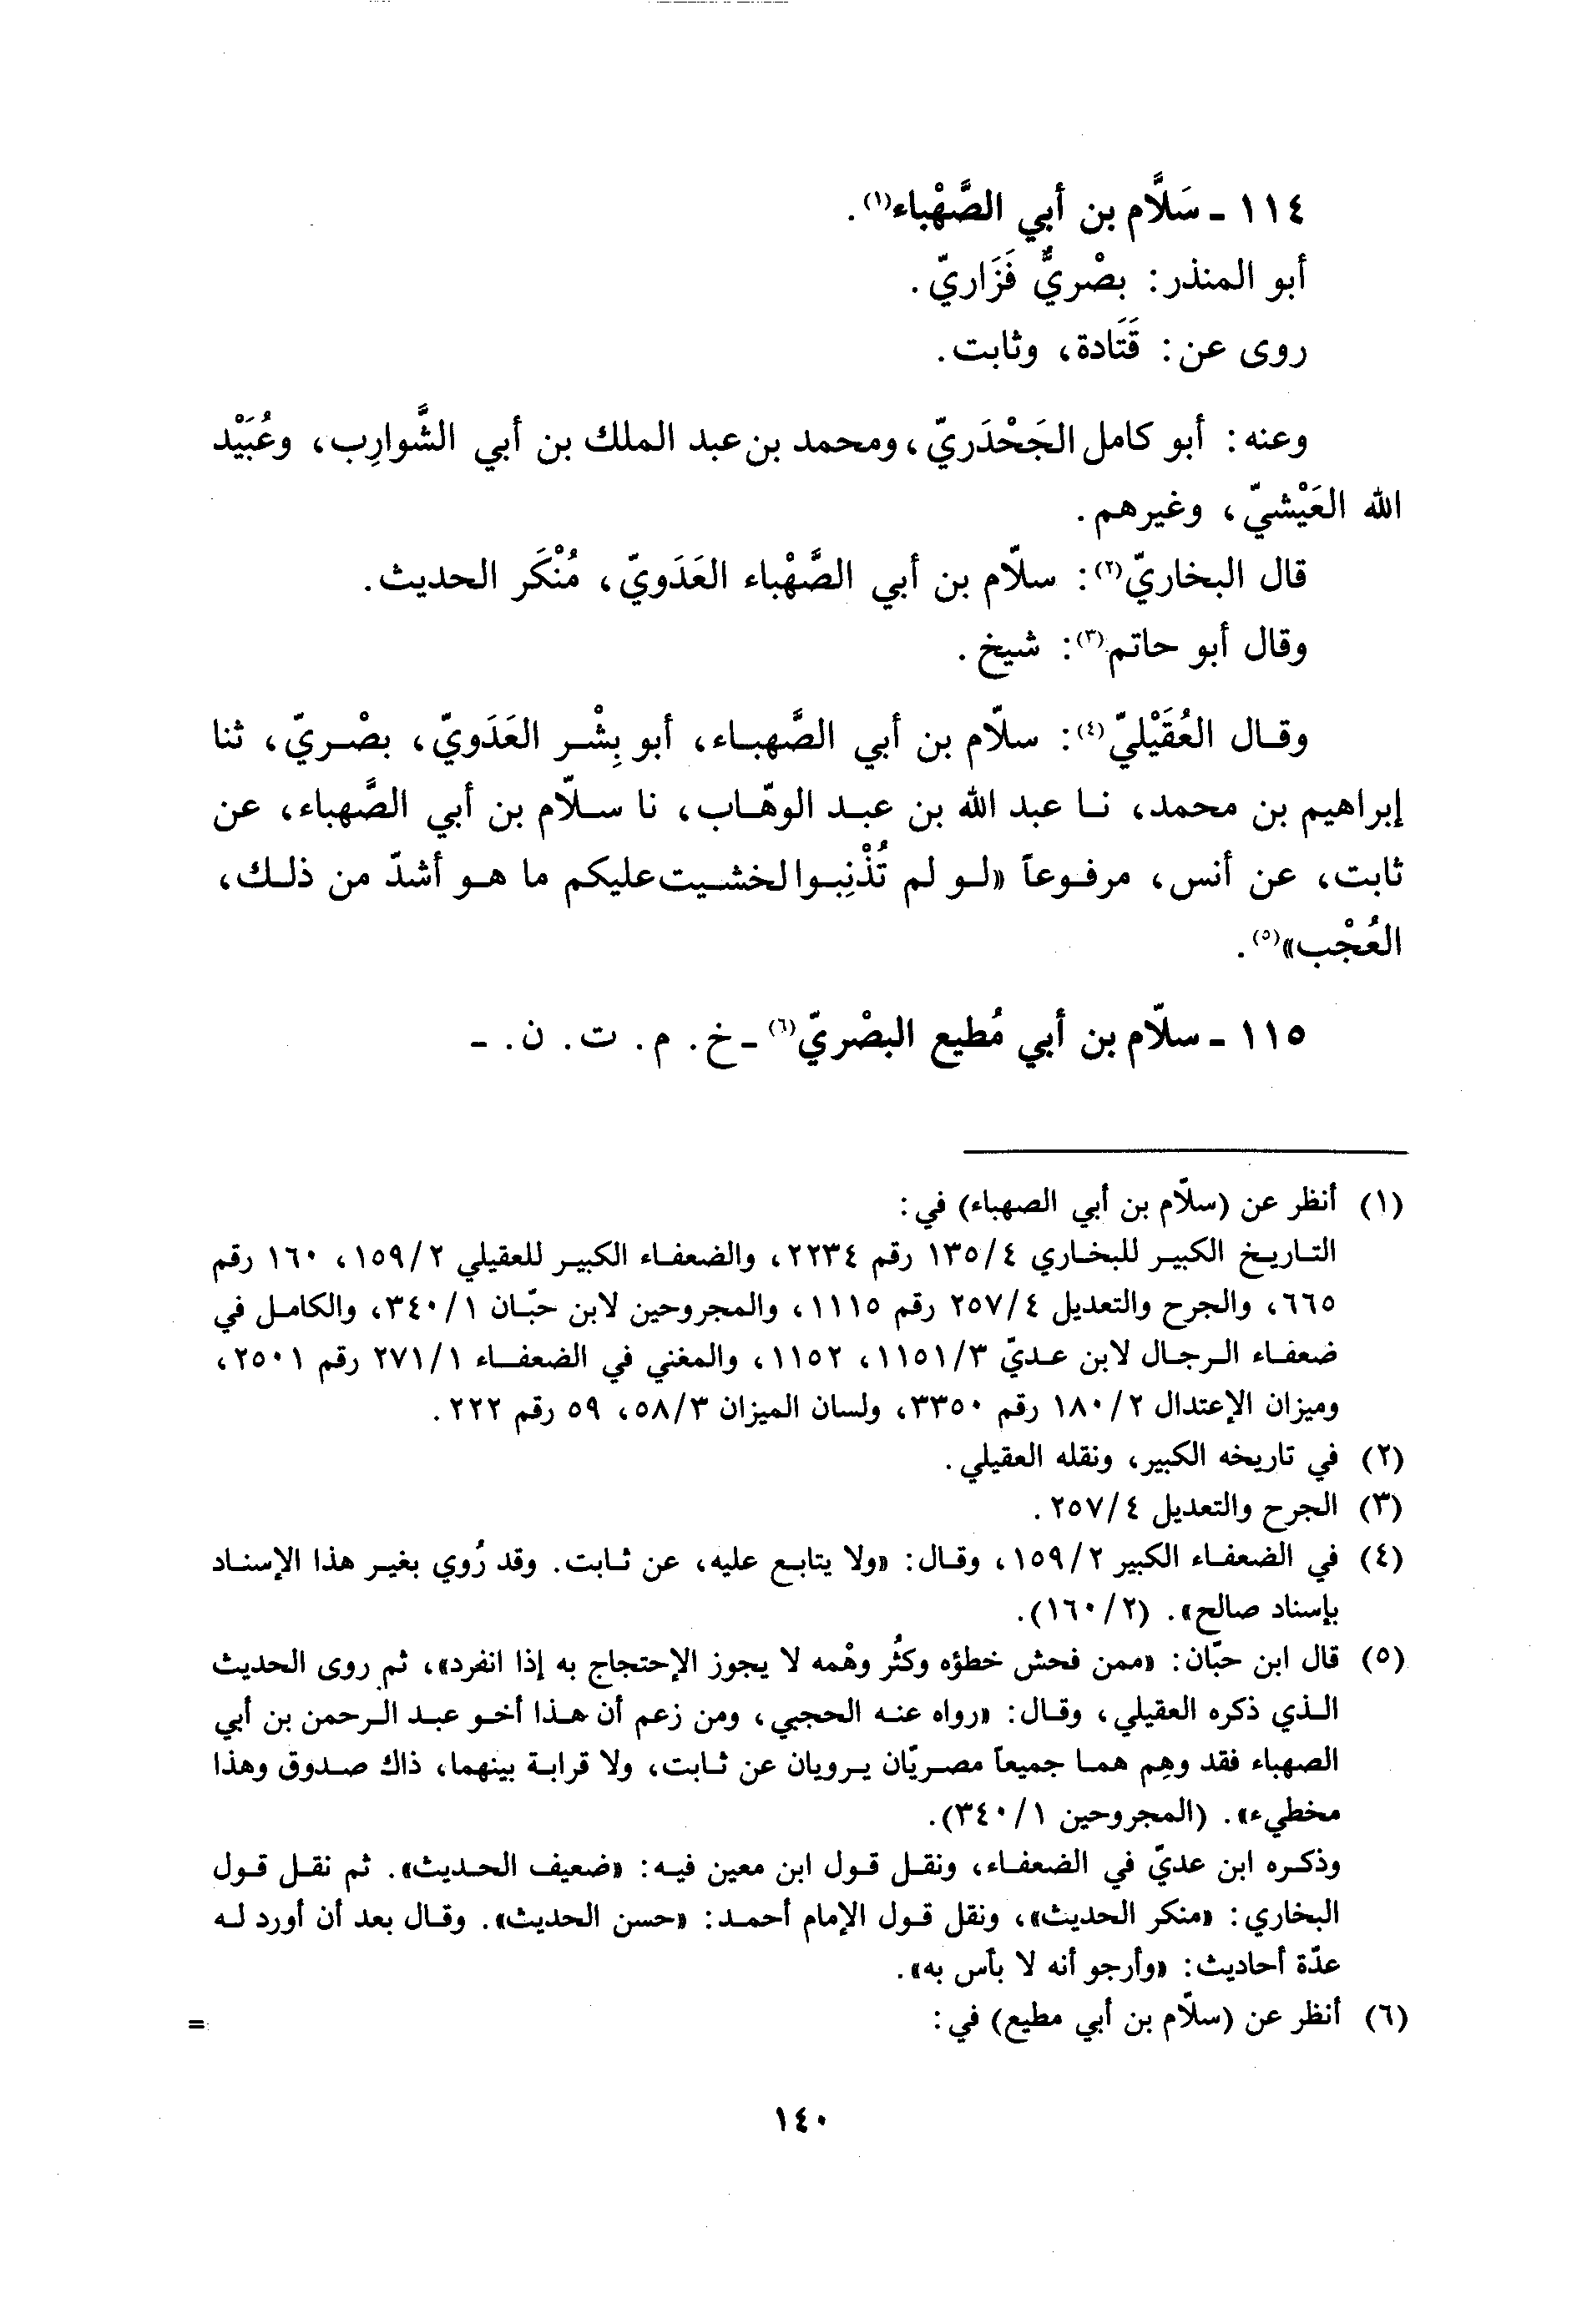 ١١٤ ـ سَلاَّم بن أبي الصَّهْباء(١).
أبو المنذر: بصْريٌّ فَزَاريّ.
روى عن: قَتَادة، وثابت.
وعنه: أبو كامل الجَحْدَريّ، ومحمد بن عبد الملك بن أبي الشَّوارِب، وعُبَيْد
الله العَيْشيّ، وغيرهم.
قال البخاريّ(٢): سلّام بن أبي الصَّهْباء العَدَويّ، مُنْكَر الحديث.
وقال أبو حاتم(٣): شيخ.
وقال العُقَيْليّ(٤): سلّام بن أبي الصَّهباء، أبو بِشْر العَدَويّ، بصْريّ، ثنا
إبراهيم بن محمد، نا عبد الله بن عبد الوهّاب، نا سلّام بن أبي الصَّهباء، عن
ثابت، عن أنس، مرفوعاً «لو لم تُذْنِبوا لخشيت عليكم ما هو أشدّ من ذلك،
العُجْب»(٥).
١١٥ ـ سلّام بن أبي مُطيع البصْريّ(٦) ـ خ. م. ت. ن. ـ
(١) أنظر عن (سلّام بن أبي الصهباء) في:
التاريخ الكبير للبخاري ٤/١٣٥ رقم ٢٢٣٤، والضعفاء الكبير للعقيلي ٢/١٥٩، ١٦٠ رقم
٦٦٥، والجرح والتعديل ٤/٢٥٧ رقم ١١١٥، والمجروحين لابن حبّان ١/٣٤٠، والكامل في
ضعفاء الرجال لابن عديّ ٣/١١٥١، ١١٥٢، والمغني في الضعفاء ١/٢٧١ رقم ٢٥٠١،
وميزان الإعتدال ٢/١٨٠ رقم ٣٣٥٠، ولسان الميزان ٣/٥٨، ٥٩ رقم ٢٢٢.
(٢) في تاريخه الكبير، ونقله العقيلي.
(٣) الجرح والتعديل ٤/٢٥٧.
(٤) في الضعفاء الكبير ٢/١٥٩، وقال: «ولا يتابع عليه، عن ثابت. وقد رُوي بغير هذا الإسناد
بإسناد صالح». (٢/١٦٠).
(٥) قال ابن حبّان: «ممن فحش خطؤه وكثُر وهْمه لا يجوز الإحتجاج به إذا انفرد»، ثم روى الحديث
الذي ذكره العقيلي، وقال: «رواه عنه الحجبي، ومن زعم أن هذا أخو عبد الرحمن بن أبي
الصهباء فقد وهِم هما جميعاً مصريّان يرويان عن ثابت، ولا قرابة بينهما، ذاك صدوق وهذا
مخطيء». (المجروحين ١/٣٤٠).
وذكره ابن عديّ في الضعفاء، ونقل قول ابن معين فيه: «ضعيف الحديث». ثم نقل قول
البخاري: «منكر الحديث»، ونقل قول الإمام أحمد: «حسن الحديث». وقال بعد أن أورد له
عدّة أحاديث: «وأرجو أنه لا بأس به».
(٦) أنظر عن (سلّام بن أبي مطيع) في: =
١٤٠